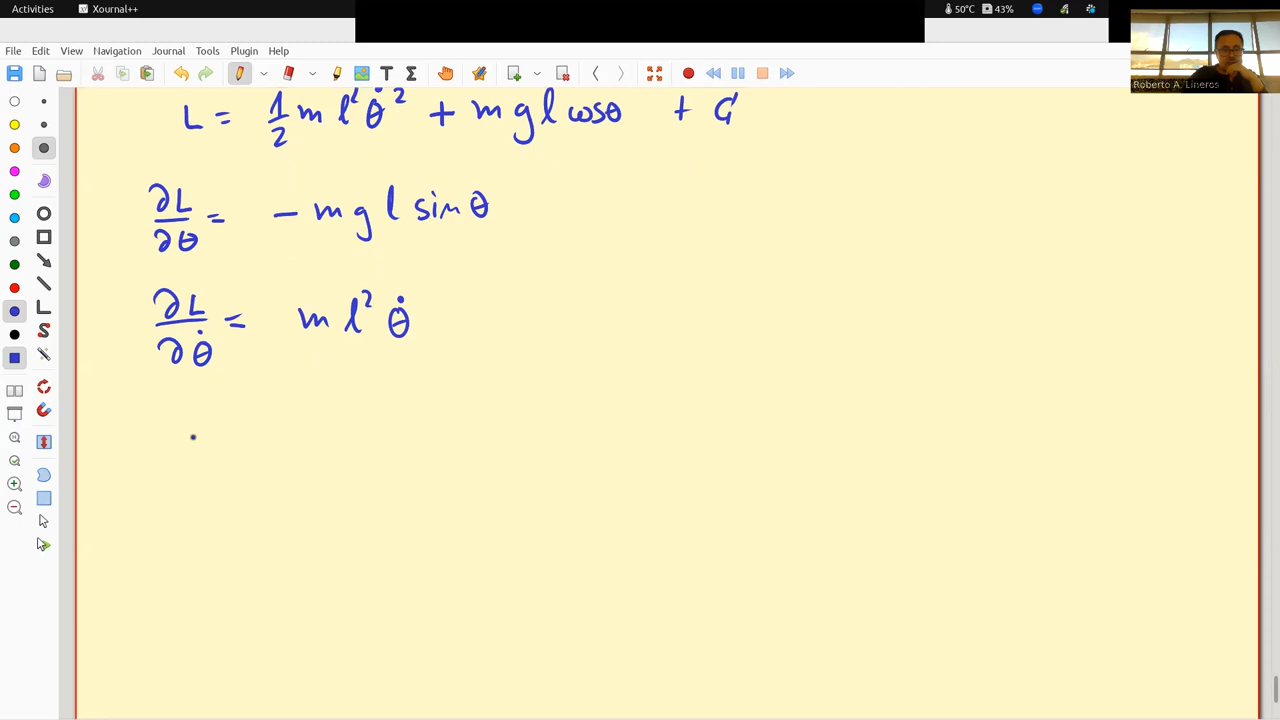 Activities Xournal++ 50°C 43%
File Edit View Navigation Journal Tools Plugin Help
Roberto A. Lineros
L = 1/2 m l² θ̇² + m g l cosθ + C'
∂L/∂θ = - m g l sin θ
∂L/∂θ̇ = m l² θ̇